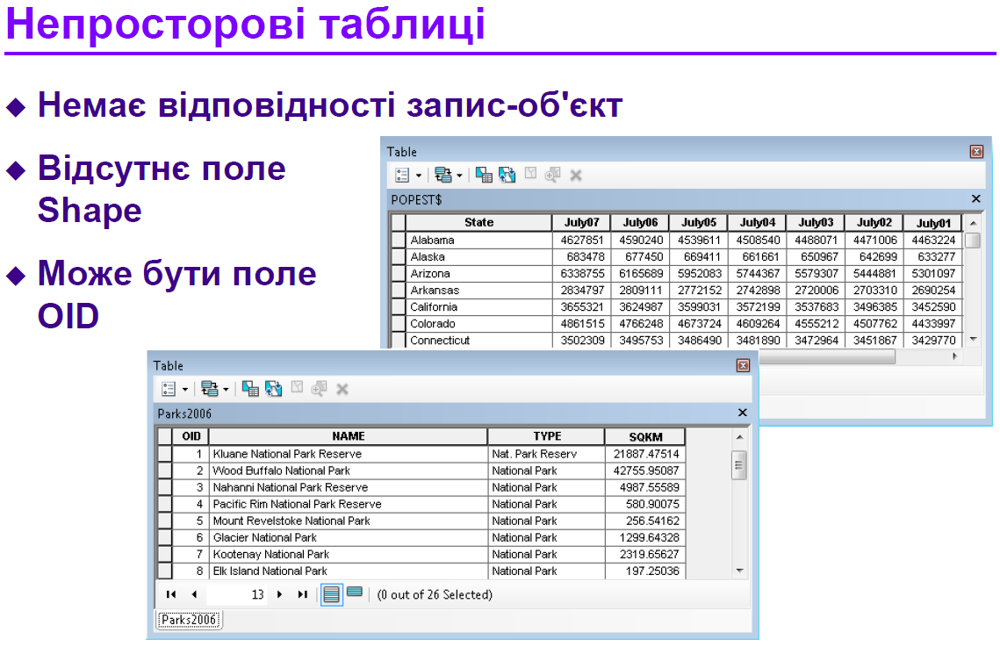 Непросторові таблиці
◆ Немає відповідності запис-об'єкт
◆ Відсутнє поле
Shape
◆ Може бути поле
OID
Table
POPEST$
State July07 July06 July05 July04 July03 July02 July01
Alabama 4627851 4590240 4539611 4508540 4488071 4471006 4463224
Alaska 683478 677450 669411 661661 650967 642699 633277
Arizona 6338755 6165689 5952083 5744367 5579307 5444881 5301097
Arkansas 2834797 2809111 2772152 2742898 2720006 2703310 2690254
California 3655321 3624987 3599031 3572199 3537683 3496385 3452590
Colorado 4861515 4766248 4673724 4609264 4555212 4507762 4433997
Connecticut 3502309 3495753 3486490 3481890 3472964 3451867 3429770
Table
Parks2006
OID NAME TYPE SQKM
1 Kluane National Park Reserve Nat. Park Reserv 21887.47514
2 Wood Buffalo National Park National Park 42755.95087
3 Nahanni National Park Reserve National Park 4987.55589
4 Pacific Rim National Park Reserve National Park 580.90075
5 Mount Revelstoke National Park National Park 256.54162
6 Glacier National Park National Park 1299.64328
7 Kootenay National Park National Park 2319.65627
8 Elk Island National Park National Park 197.25036
13 (0 out of 26 Selected)
Parks2006